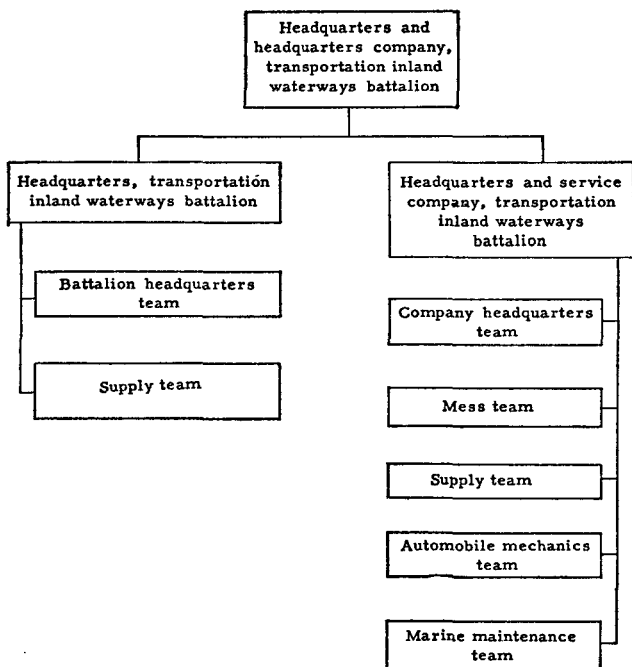 Headquarters and
headquarters company,
transportation inland
waterways battalion
Headquarters, transportation
inland waterways battalion
Battalion headquarters
team
Supply team
Headquarters and service
company, transportation
inland waterways
battalion
Company headquarters
team
Mess team
Supply team
Automobile mechanics
team
Marine maintenance
team